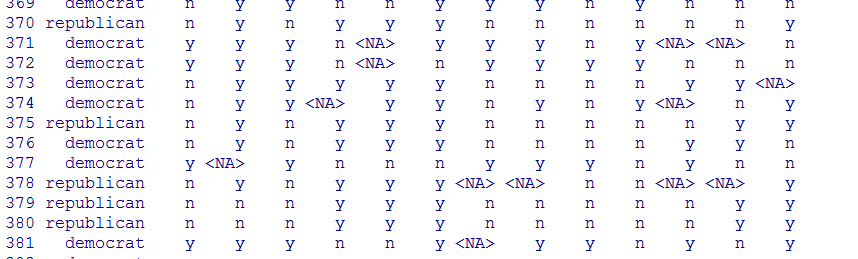 369 democrat n y y n n y y y n y n n n
370 republican n y n y y y n n n n n n y
371 democrat y y y n <NA> y y y n y <NA> <NA> n
372 democrat y y y n <NA> n y y y y n n n
373 democrat n y y y y y n n n n y y <NA>
374 democrat n y y <NA> y y n y n y <NA> n y
375 republican n y n y y y n n n n n y y
376 democrat n y n y y y n n n n y y n
377 democrat y <NA> y n n n y y y n y n n
378 republican n y n y y y <NA> <NA> n n <NA> <NA> y
379 republican n n n y y y n n n n n y y
380 republican n n n y y y n n n n n y y
381 democrat y y y n n y <NA> y y n y n y